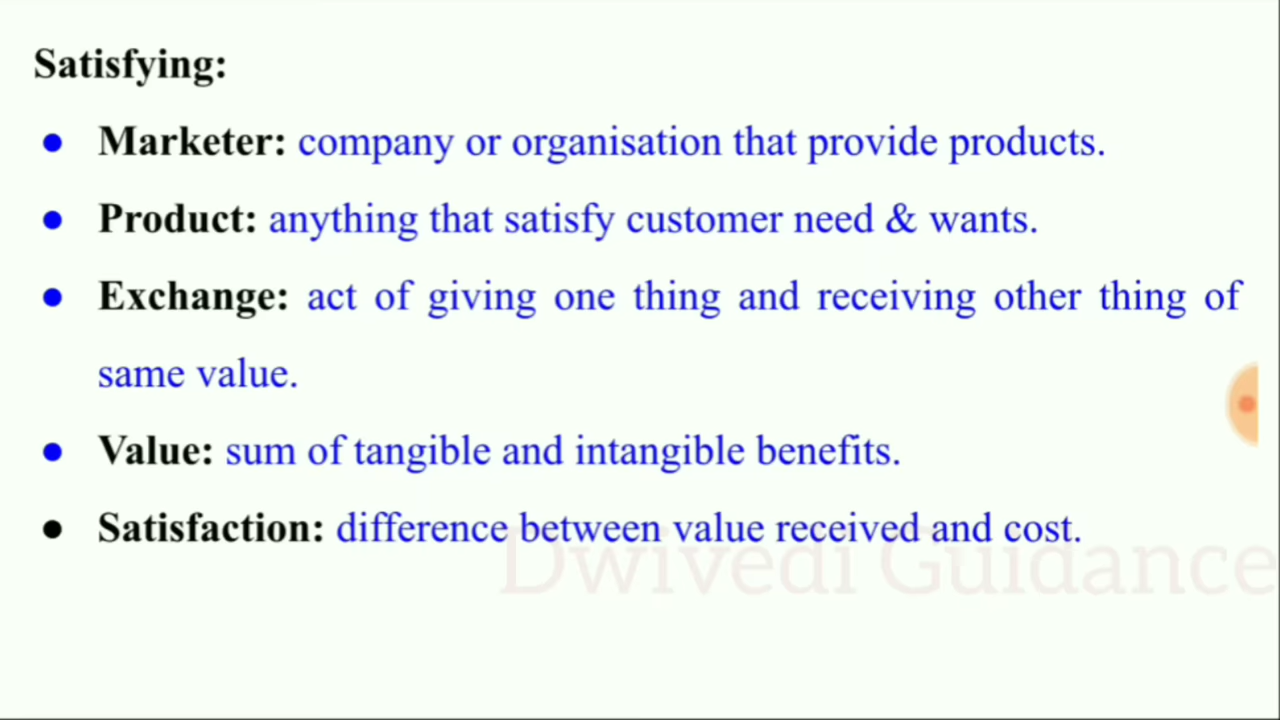 Satisfying:
● Marketer: company or organisation that provide products.
● Product: anything that satisfy customer need & wants.
● Exchange: act of giving one thing and receiving other thing of
same value.
● Value: sum of tangible and intangible benefits.
● Satisfaction: difference between value received and cost.
Dwivedi Guidance